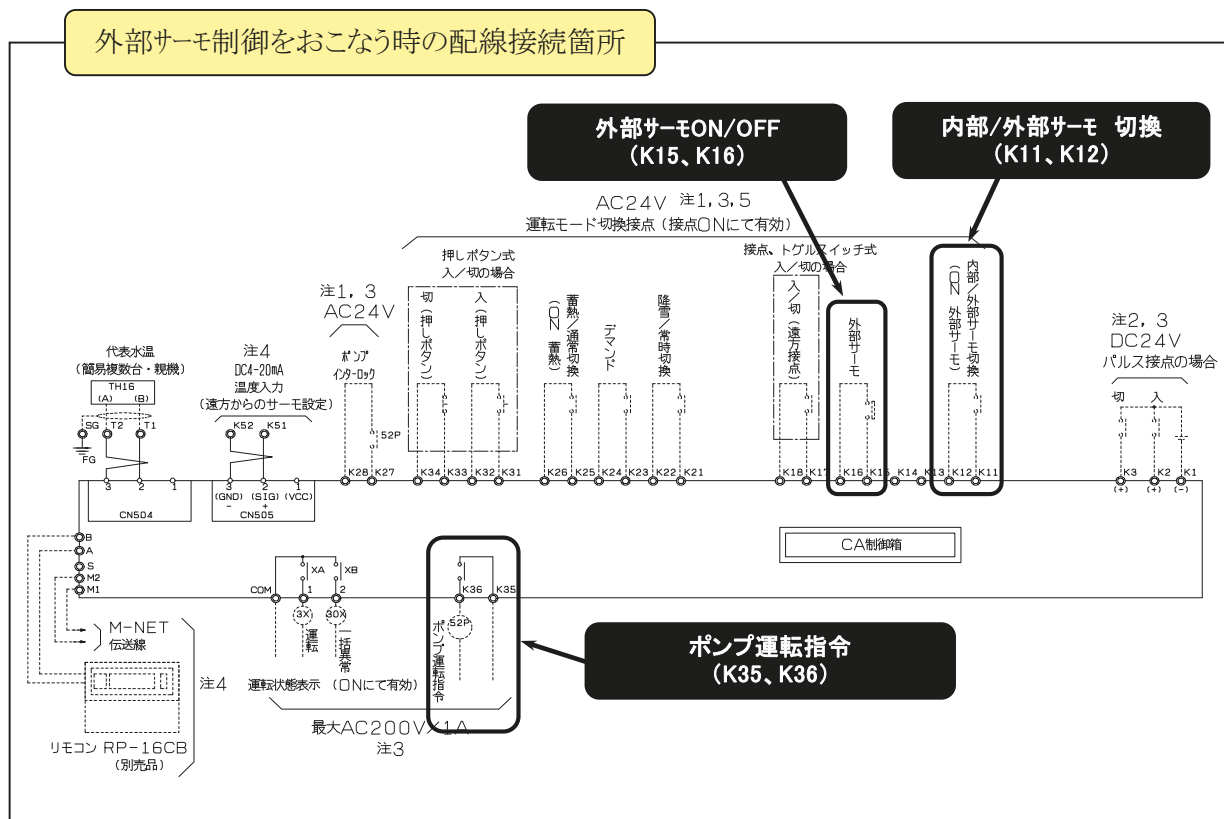 外部サーモ制御をおこなう時の配線接続箇所
外部サーモON/OFF
(K15、K16)
内部/外部サーモ 切換
(K11、K12)
AC24V 注1,3,5
運転モード切換接点(接点ONにて有効)
押しボタン式
入/切の場合
接点、トグルスイッチ式
入/切の場合
注1,3
AC24V
ポンプ
インターロック
切(押しボタン)
入(押しボタン)
蓄熱/通常切換
(ON 蓄熱)
デマンド
降雪/常時切換
入/切(遠方接点)
外部サーモ
内部/外部サーモ切換
(ON 外部サーモ)
注2,3
DC24V
パルス接点の場合
切 入
代表水温
(簡易複数台・親機)
TH16
(A) (B)
注4
DC4-20mA
温度入力
(遠方からのサーモ設定)
SG T2 T1
FG
K52 K51
52P
K28 K27 K34 K33 K32 K31 K26 K25 K24 K23 K22 K21 K18 K17 K16 K15 K14 K13 K12 K11 K3 K2 K1
(+) (+) (-)
3 2 1
CN504
3 2 1
(GND) (SIG) (VCC)
- +
CN505
CA制御箱
B
A
S
M2
M1
COM
XA XB
1 2
3X 30X
運転
一括異常
K36 K35
52P
ポンプ運転指令
運転状態表示 (ONにて有効)
最大AC200V×1A
注3
ポンプ運転指令
(K35、K36)
M-NET
伝送線
注4
リモコン RP-16CB
(別売品)